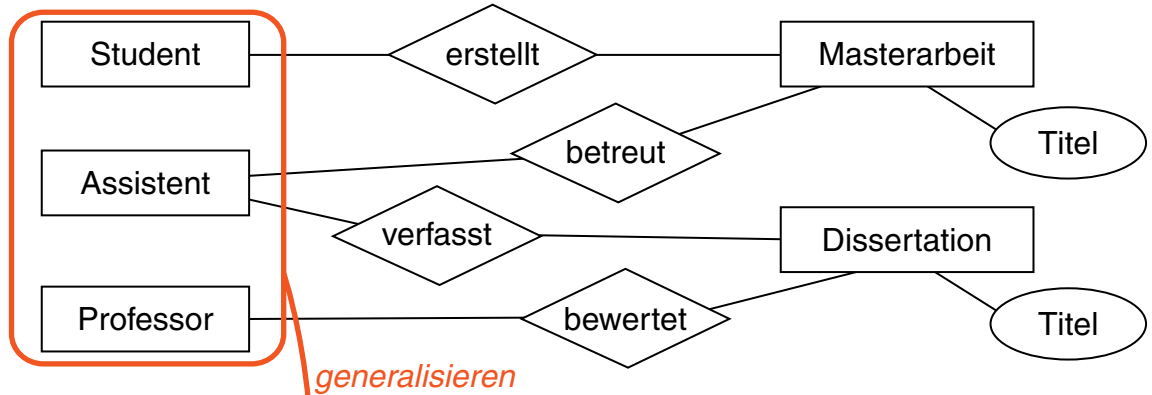 Student
erstellt
Masterarbeit
betreut
Titel
Assistent
verfasst
Dissertation
Professor
bewertet
Titel
generalisieren